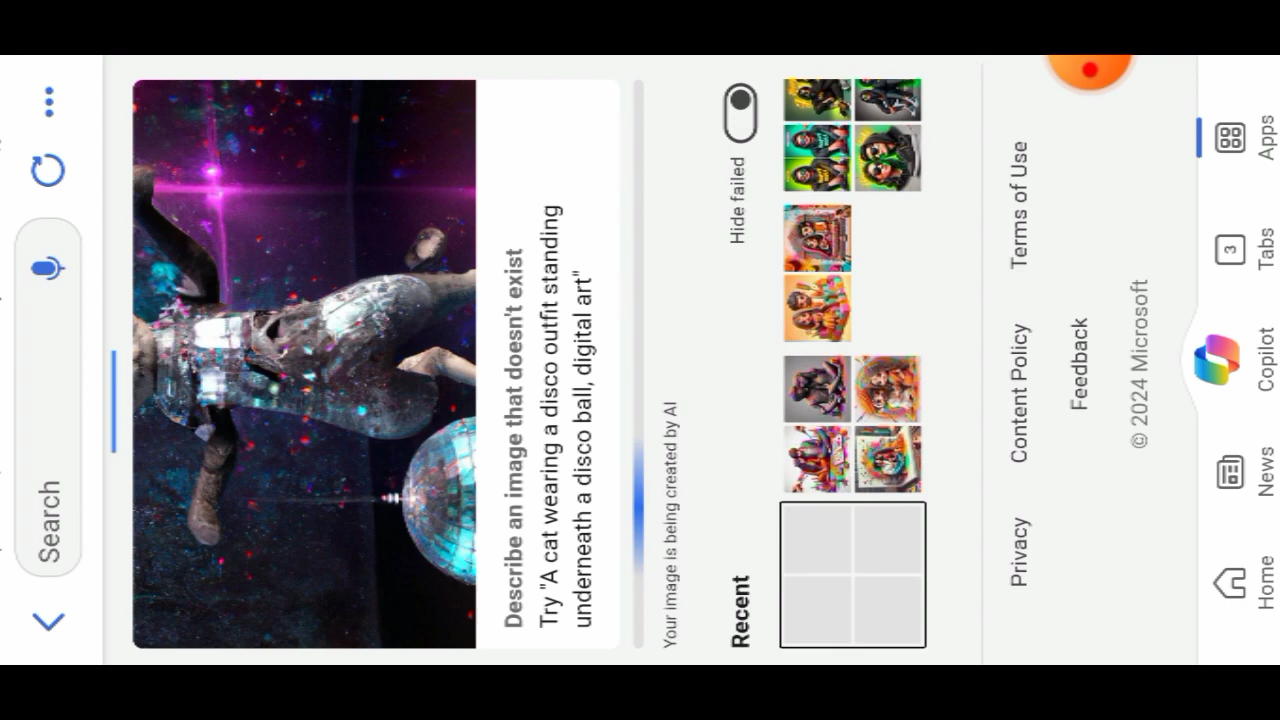 Search
Describe an image that doesn't exist
Try "A cat wearing a disco outfit standing
underneath a disco ball, digital art"
Your image is being created by AI
Recent
Hide failed
Privacy
Content Policy
Terms of Use
Feedback
© 2024 Microsoft
Home
News
Copilot
3
Tabs
Apps